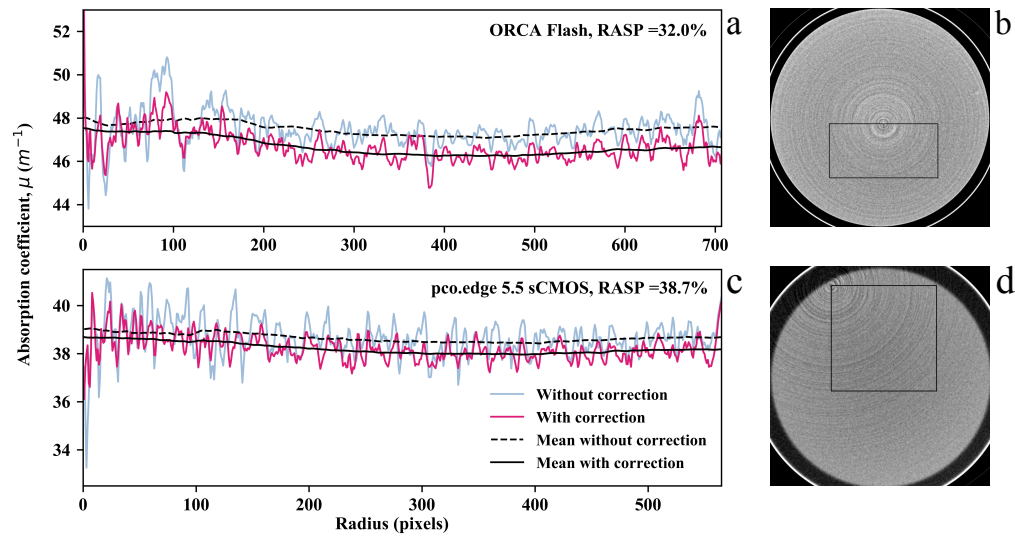 52
50
48
46
44
0
100
200
300
400
500
600
700
ORCA Flash, RASP =32.0%
a
b
Absorption coefficient, μ (m⁻¹)
40
38
36
34
0
100
200
300
400
500
pco.edge 5.5 sCMOS, RASP =38.7%
c
d
Without correction
With correction
Mean without correction
Mean with correction
Radius (pixels)